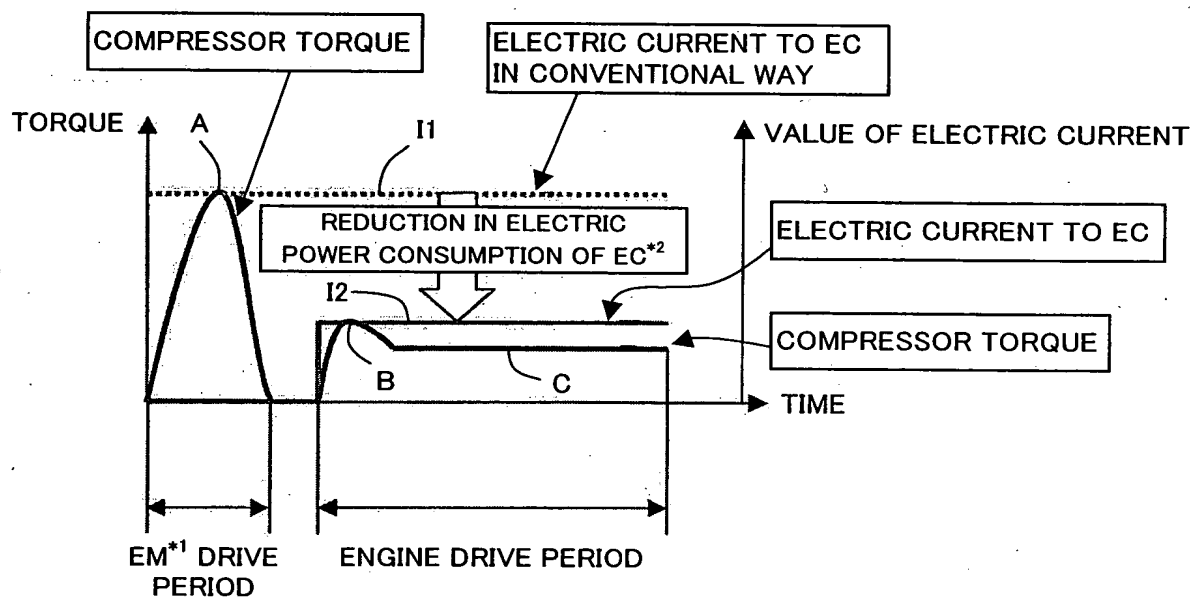 COMPRESSOR TORQUE
ELECTRIC CURRENT TO EC
IN CONVENTIONAL WAY
TORQUE
A
I1
VALUE OF ELECTRIC CURRENT
REDUCTION IN ELECTRIC
POWER CONSUMPTION OF EC*2
ELECTRIC CURRENT TO EC
I2
COMPRESSOR TORQUE
B
C
TIME
EM*1 DRIVE
PERIOD
ENGINE DRIVE PERIOD